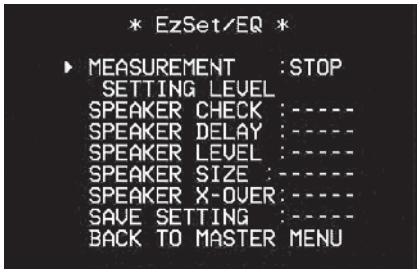 * EzSet/EQ *
MEASUREMENT :STOP
SETTING LEVEL
SPEAKER CHECK :-----
SPEAKER DELAY :-----
SPEAKER LEVEL :-----
SPEAKER SIZE :------
SPEAKER X-OVER:-----
SAVE SETTING :-----
BACK TO MASTER MENU